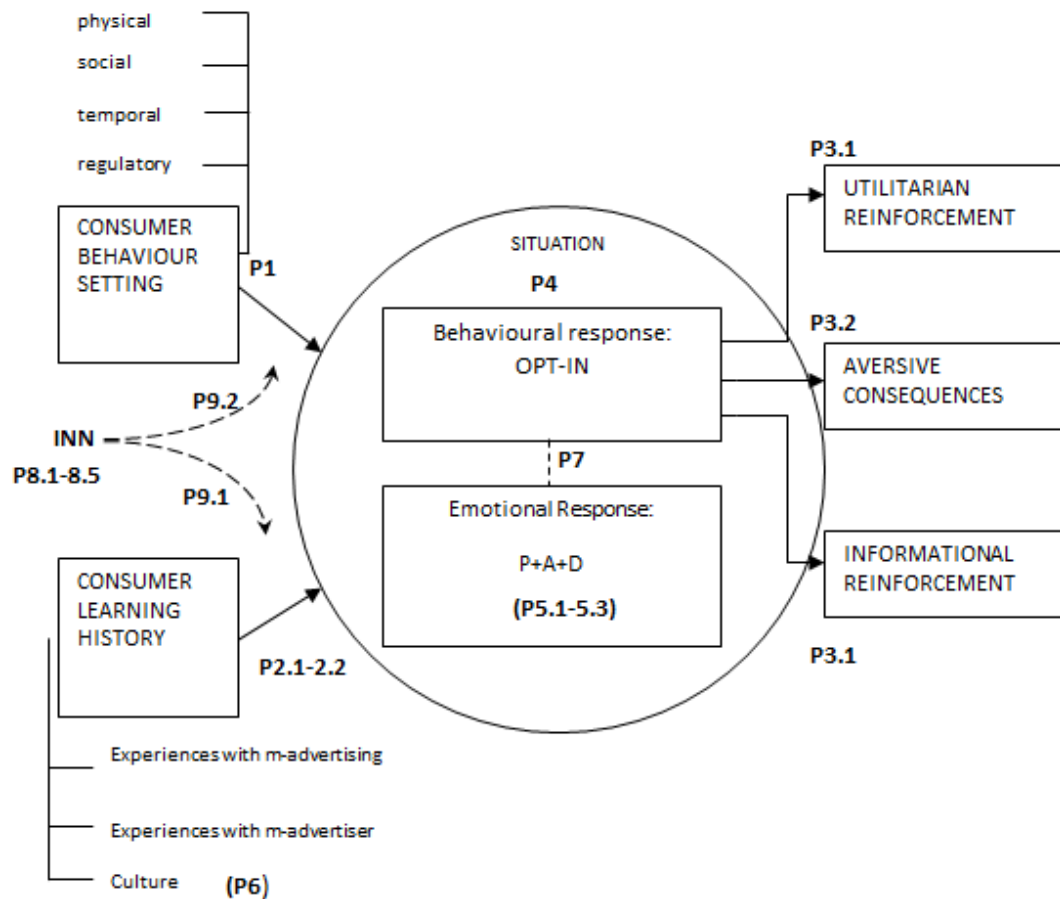 physical
social
temporal
regulatory
CONSUMER
BEHAVIOUR
SETTING
P1
P9.2
INN
P8.1-8.5
P9.1
CONSUMER
LEARNING
HISTORY
P2.1-2.2
Experiences with m-advertising
Experiences with m-advertiser
Culture (P6)
SITUATION
P4
Behavioural response:
OPT-IN
P7
Emotional Response:
P+A+D
(P5.1-5.3)
P3.1
UTILITARIAN
REINFORCEMENT
P3.2
AVERSIVE
CONSEQUENCES
INFORMATIONAL
REINFORCEMENT
P3.1